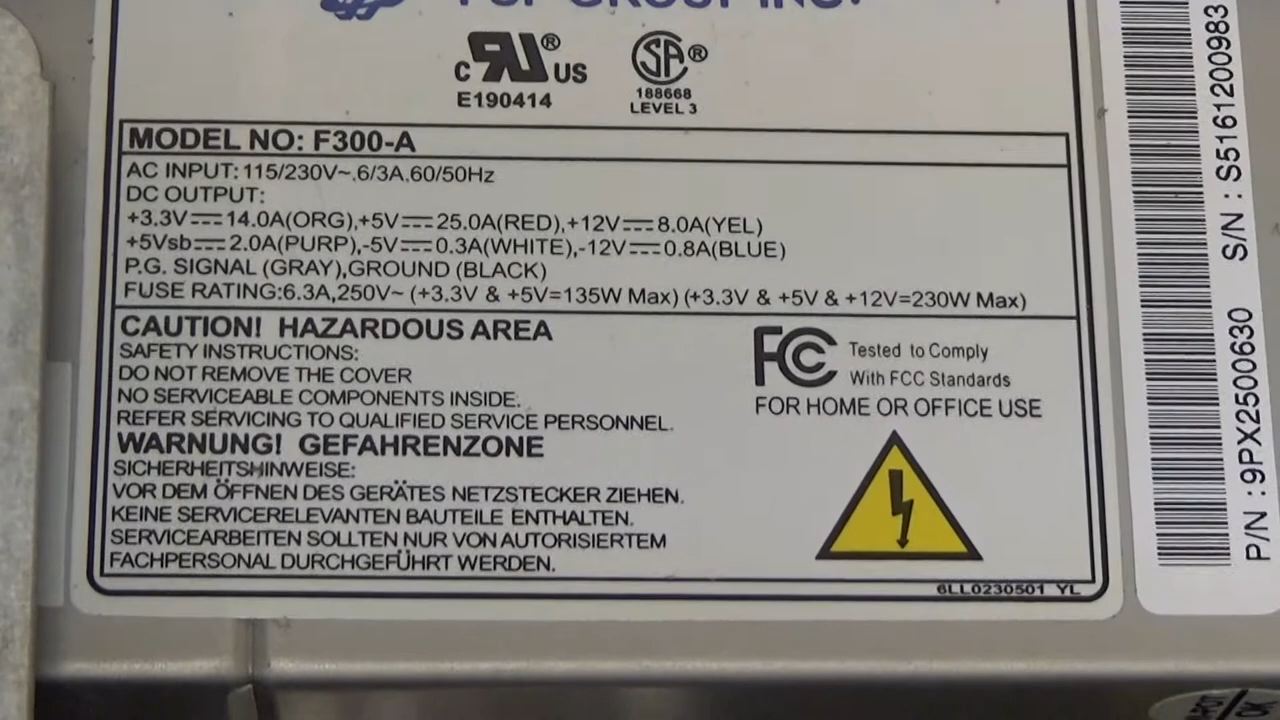 FSP GROUP INC.
c RU ® US
E190414
SA ®
188668
LEVEL 3
MODEL NO: F300-A
AC INPUT: 115/230V~.6/3A.60/50Hz
DC OUTPUT:
+3.3V⎓14.0A(ORG),+5V⎓25.0A(RED),+12V⎓8.0A(YEL)
+5Vsb⎓2.0A(PURP),-5V⎓0.3A(WHITE),-12V⎓0.8A(BLUE)
P.G. SIGNAL (GRAY),GROUND (BLACK)
FUSE RATING:6.3A,250V~ (+3.3V & +5V=135W Max) (+3.3V & +5V & +12V=230W Max)
CAUTION! HAZARDOUS AREA
SAFETY INSTRUCTIONS:
DO NOT REMOVE THE COVER
NO SERVICEABLE COMPONENTS INSIDE.
REFER SERVICING TO QUALIFIED SERVICE PERSONNEL.
WARNUNG! GEFAHRENZONE
SICHERHEITSHINWEISE:
VOR DEM ÖFFNEN DES GERÄTES NETZSTECKER ZIEHEN.
KEINE SERVICERELEVANTEN BAUTEILE ENTHALTEN.
SERVICEARBEITEN SOLLTEN NUR VON AUTORISIERTEM
FACHPERSONAL DURCHGEFÜHRT WERDEN.
FC Tested to Comply
With FCC Standards
FOR HOME OR OFFICE USE
6LL0230501 YL
P/N : 9PX2500630 S/N : S5161200983